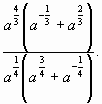 a^{4/3}(a^{-1/3} + a^{2/3})
a^{1/4}(a^{3/4} + a^{-1/4}).